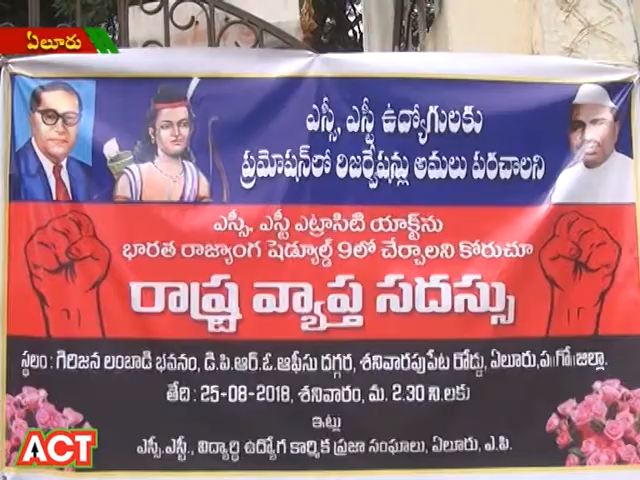 ఏలూరు
ఎస్సీ, ఎస్టీ ఉద్యోగులకు
ప్రమోషన్‌లో రిజర్వేషన్లు అమలు పరచాలని
ఎస్సీ, ఎస్టీ ఎట్రాసిటి యాక్ట్‌ను
భారత రాజ్యాంగ షెడ్యూల్డ్ 9లో చేర్చాలని కోరుచూ
రాష్ట్ర వ్యాప్త సదస్సు
స్థలం : గిరిజన లంబాడి భవనం, డి.పి.ఆర్.ఓ.ఆఫీసు దగ్గర, శనివారపుపేట రోడ్డు, ఏలూరు, ప॥గో॥జిల్లా.
తేది : 25-08-2018, శనివారం, మ. 2.30 ని.లకు
ఇట్లు
ఎస్సీ.ఎస్టీ., విద్యార్థి ఉద్యోగ కార్మిక ప్రజా సంఘాలు, ఏలూరు, ఎ.పి.
ACT